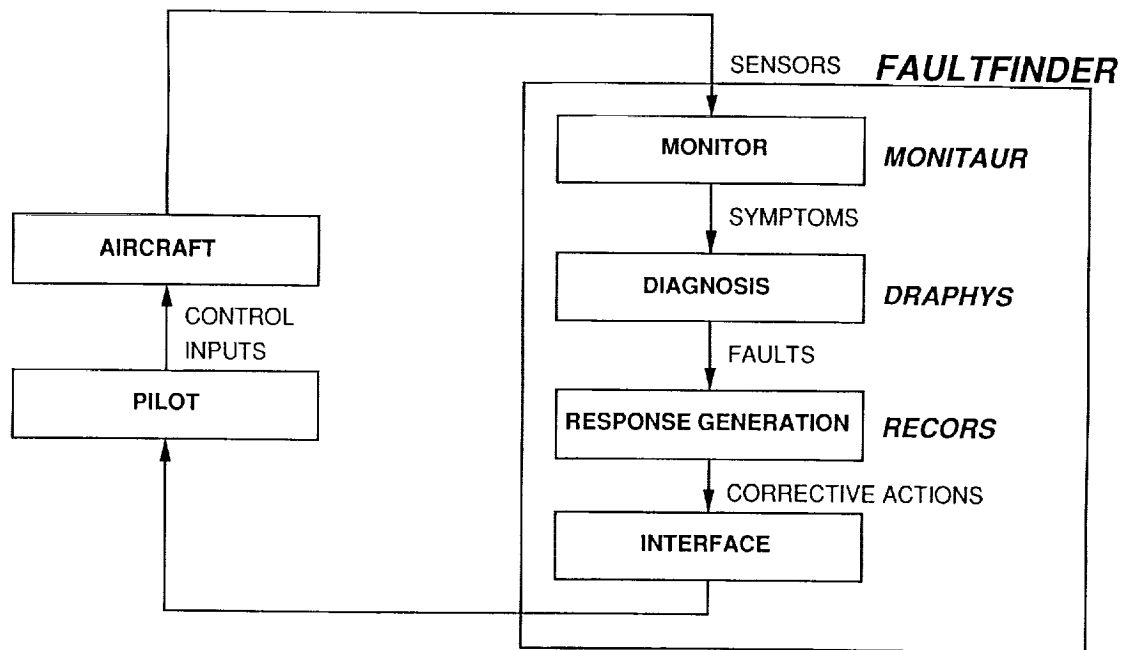 SENSORS
FAULTFINDER
MONITOR
MONITAUR
SYMPTOMS
AIRCRAFT
DIAGNOSIS
DRAPHYS
CONTROL
INPUTS
FAULTS
PILOT
RESPONSE GENERATION
RECORS
CORRECTIVE ACTIONS
INTERFACE